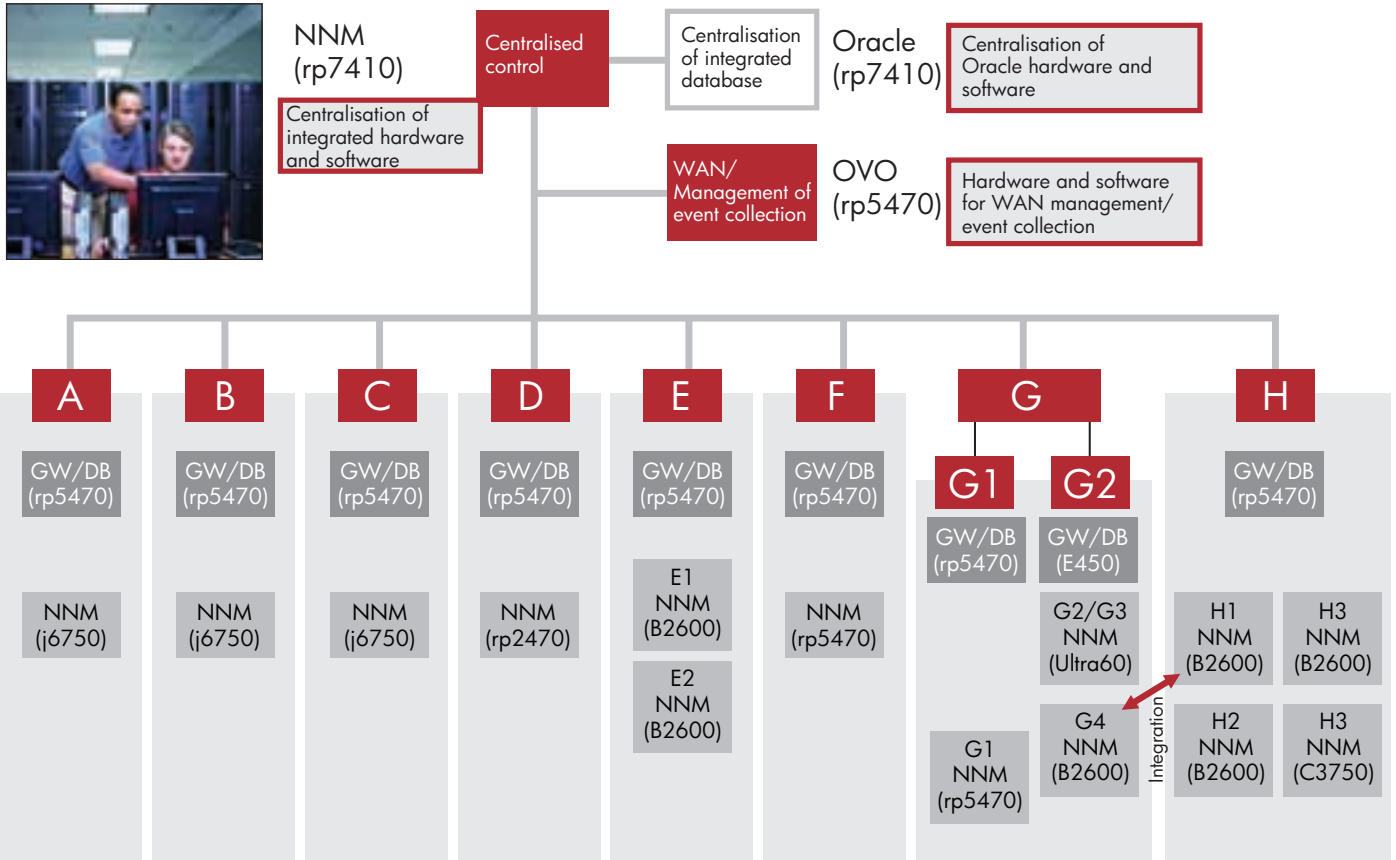 NNM
(rp7410)
Centralisation of
integrated hardware
and software
Centralised
control
Centralisation
of integrated
database
Oracle
(rp7410)
Centralisation of
Oracle hardware and
software
WAN/
Management of
event collection
OVO
(rp5470)
Hardware and software
for WAN management/
event collection
A
GW/DB
(rp5470)
NNM
(j6750)
B
GW/DB
(rp5470)
NNM
(j6750)
C
GW/DB
(rp5470)
NNM
(j6750)
D
GW/DB
(rp5470)
NNM
(rp2470)
E
GW/DB
(rp5470)
E1
NNM
(B2600)
E2
NNM
(B2600)
F
GW/DB
(rp5470)
NNM
(rp5470)
G
G1
GW/DB
(rp5470)
G1
NNM
(rp5470)
G2
GW/DB
(E450)
G2/G3
NNM
(Ultra60)
G4
NNM
(B2600)
Integration
H
GW/DB
(rp5470)
H1
NNM
(B2600)
H3
NNM
(B2600)
H2
NNM
(B2600)
H3
NNM
(C3750)